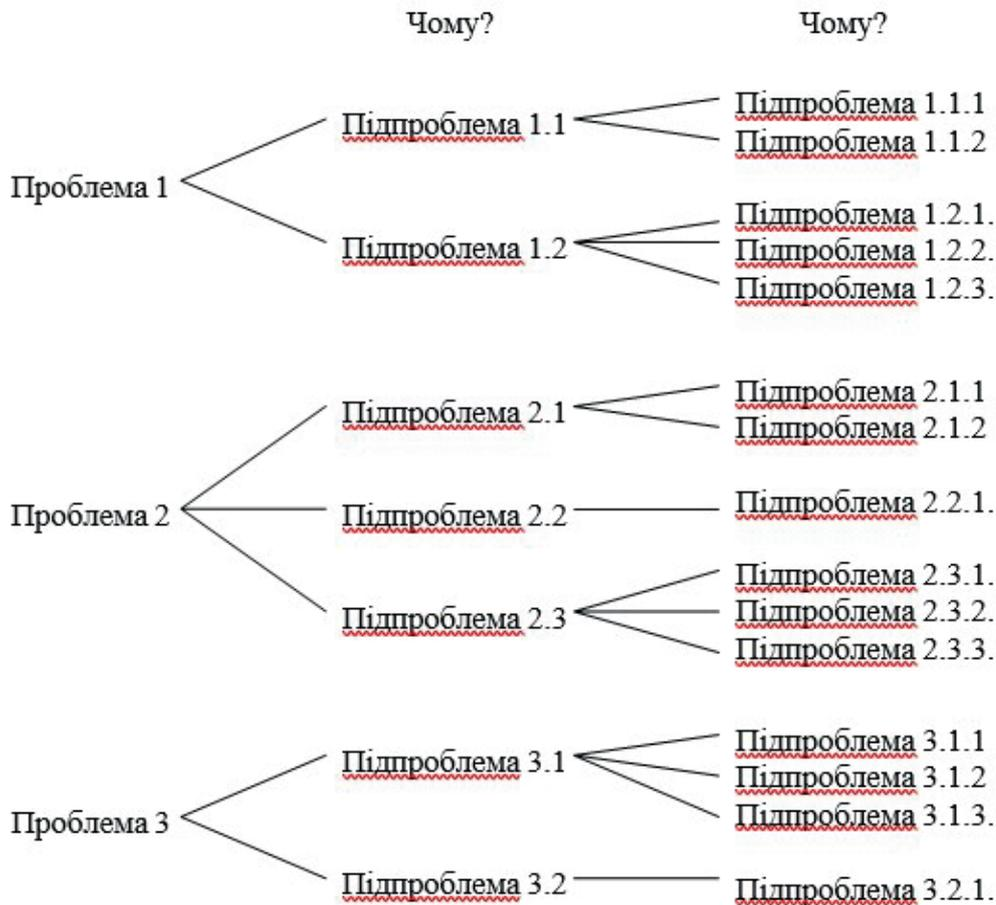 Чому?
Чому?
Проблема 1
Підпроблема 1.1
Підпроблема 1.1.1
Підпроблема 1.1.2
Підпроблема 1.2
Підпроблема 1.2.1.
Підпроблема 1.2.2.
Підпроблема 1.2.3.
Проблема 2
Підпроблема 2.1
Підпроблема 2.1.1
Підпроблема 2.1.2
Підпроблема 2.2
Підпроблема 2.2.1.
Підпроблема 2.3
Підпроблема 2.3.1.
Підпроблема 2.3.2.
Підпроблема 2.3.3.
Проблема 3
Підпроблема 3.1
Підпроблема 3.1.1
Підпроблема 3.1.2
Підпроблема 3.1.3.
Підпроблема 3.2
Підпроблема 3.2.1.